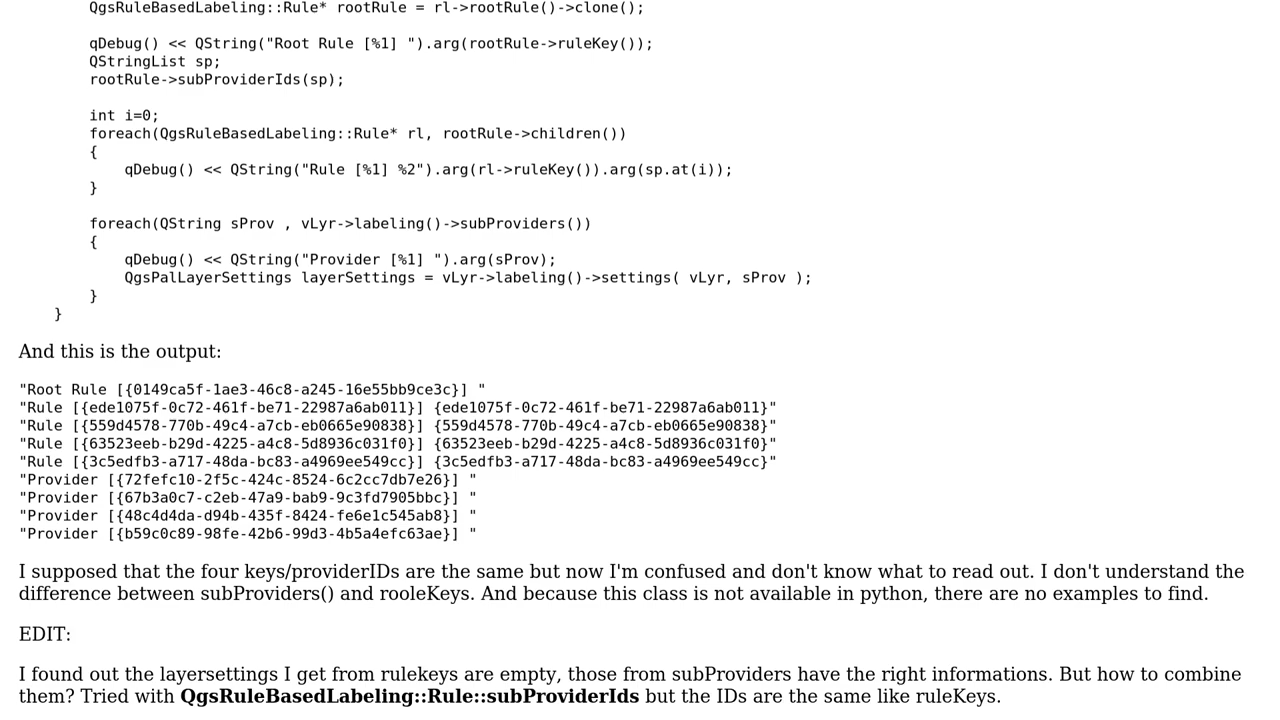 QgsRuleBasedLabeling::Rule* rootRule = rl->rootRule()->clone();
qDebug() << QString("Root Rule [%1] ").arg(rootRule->ruleKey());
QStringList sp;
rootRule->subProviderIds(sp);
int i=0;
foreach(QgsRuleBasedLabeling::Rule* rl, rootRule->children())
{
qDebug() << QString("Rule [%1] %2").arg(rl->ruleKey()).arg(sp.at(i));
}
foreach(QString sProv , vLyr->labeling()->subProviders())
{
qDebug() << QString("Provider [%1] ").arg(sProv);
QgsPalLayerSettings layerSettings = vLyr->labeling()->settings( vLyr, sProv );
}
}
And this is the output:
"Root Rule [{0149ca5f-1ae3-46c8-a245-16e55bb9ce3c}] "
"Rule [{ede1075f-0c72-461f-be71-22987a6ab011}] {ede1075f-0c72-461f-be71-22987a6ab011}"
"Rule [{559d4578-770b-49c4-a7cb-eb0665e90838}] {559d4578-770b-49c4-a7cb-eb0665e90838}"
"Rule [{63523eeb-b29d-4225-a4c8-5d8936c031f0}] {63523eeb-b29d-4225-a4c8-5d8936c031f0}"
"Rule [{3c5edfb3-a717-48da-bc83-a4969ee549cc}] {3c5edfb3-a717-48da-bc83-a4969ee549cc}"
"Provider [{72fefc10-2f5c-424c-8524-6c2cc7db7e26}] "
"Provider [{67b3a0c7-c2eb-47a9-bab9-9c3fd7905bbc}] "
"Provider [{48c4d4da-d94b-435f-8424-fe6e1c545ab8}] "
"Provider [{b59c0c89-98fe-42b6-99d3-4b5a4efc63ae}] "
I supposed that the four keys/providerIDs are the same but now I'm confused and don't know what to read out. I don't understand the
difference between subProviders() and rooleKeys. And because this class is not available in python, there are no examples to find.
EDIT:
I found out the layersettings I get from rulekeys are empty, those from subProviders have the right informations. But how to combine
them? Tried with QgsRuleBasedLabeling::Rule::subProviderIds but the IDs are the same like ruleKeys.